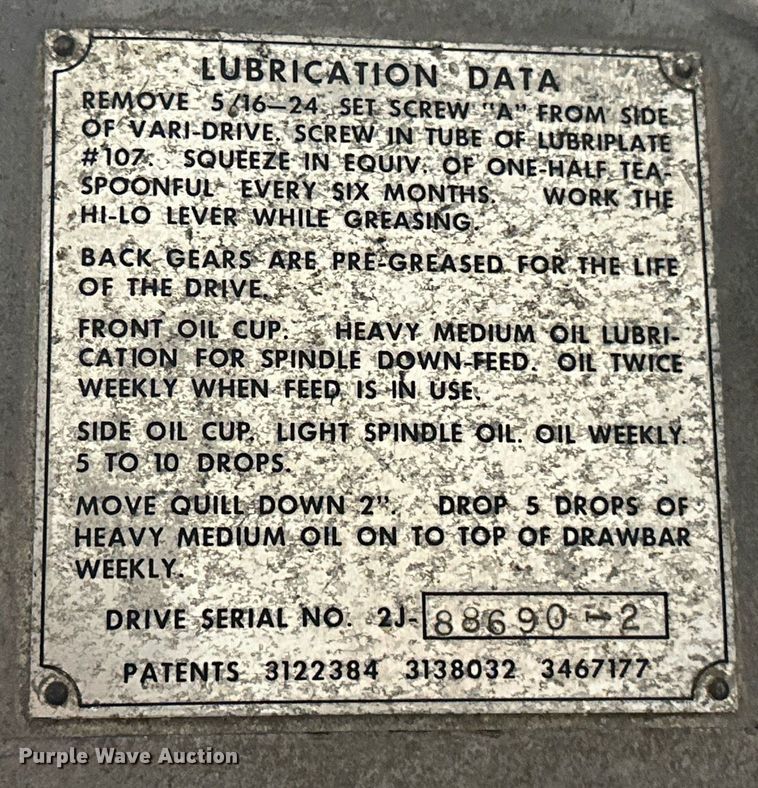 LUBRICATION DATA
REMOVE 5/16-24 SET SCREW "A" FROM SIDE
OF VARI-DRIVE. SCREW IN TUBE OF LUBRIPLATE
#107. SQUEEZE IN EQUIV. OF ONE-HALF TEA-
SPOONFUL EVERY SIX MONTHS. WORK THE
HI-LO LEVER WHILE GREASING.
BACK GEARS ARE PRE-GREASED FOR THE LIFE
OF THE DRIVE.
FRONT OIL CUP. HEAVY MEDIUM OIL LUBRI-
CATION FOR SPINDLE DOWN-FEED. OIL TWICE
WEEKLY WHEN FEED IS IN USE.
SIDE OIL CUP. LIGHT SPINDLE OIL. OIL WEEKLY.
5 TO 10 DROPS.
MOVE QUILL DOWN 2". DROP 5 DROPS OF
HEAVY MEDIUM OIL ON TO TOP OF DRAWBAR
WEEKLY.
DRIVE SERIAL NO. 2J-88690-2
PATENTS 3122384 3138032 3467177
Purple Wave Auction